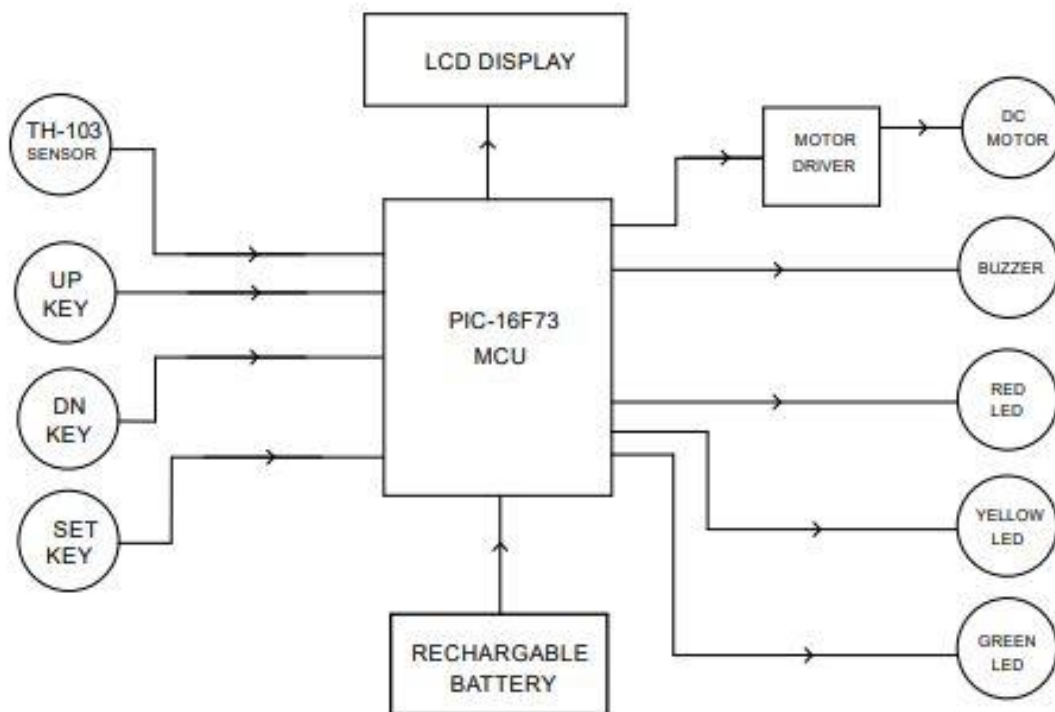 LCD DISPLAY
TH-103
SENSOR
MOTOR
DRIVER
DC
MOTOR
UP
KEY
BUZZER
PIC-16F73
MCU
DN
KEY
RED
LED
SET
KEY
YELLOW
LED
RECHARGABLE
BATTERY
GREEN
LED